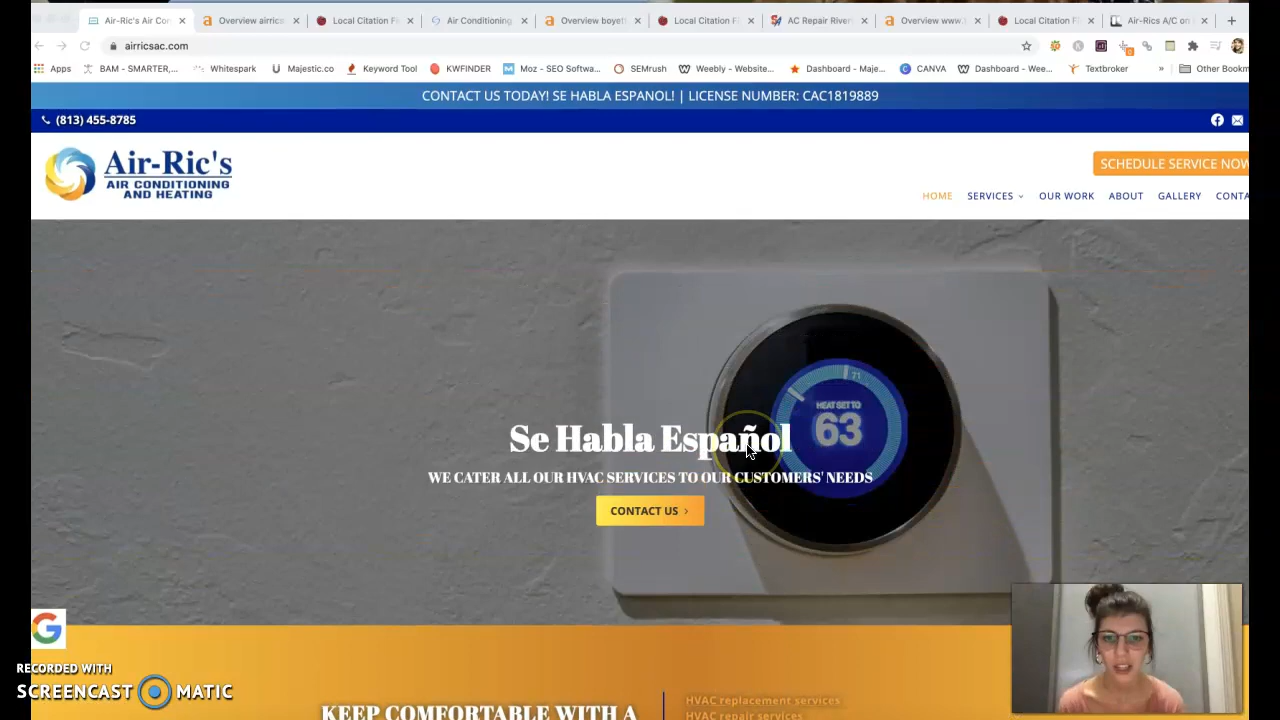 Air-Ric's Air Con
Overview airrica
Local Citation Fi
Air Conditioning
Overview boyett
Local Citation F
AC Repair River
Overview www.
Local Citation F
Air-Rics A/C on
airricsac.com
Apps
BAM - SMARTER,...
Whitespark
Majestic.co
Keyword Tool
KWFINDER
Moz - SEO Softwa...
SEMrush
Weebly - Website...
Dashboard - Maje...
CANVA
Dashboard - Wee...
Textbroker
»
Other Bookm
CONTACT US TODAY! SE HABLA ESPANOL! | LICENSE NUMBER: CAC1819889
(813) 455-8785
Air-Ric's
AIR CONDITIONING
AND HEATING
SCHEDULE SERVICE NOW
HOME
SERVICES
OUR WORK
ABOUT
GALLERY
CONTA
HEAT SET TO
63
71
Se Habla Español
WE CATER ALL OUR HVAC SERVICES TO OUR CUSTOMERS' NEEDS
CONTACT US >
G
RECORDED WITH
SCREENCAST MATIC
KEEP COMFORTABLE WITH A
HVAC replacement services
HVAC repair services